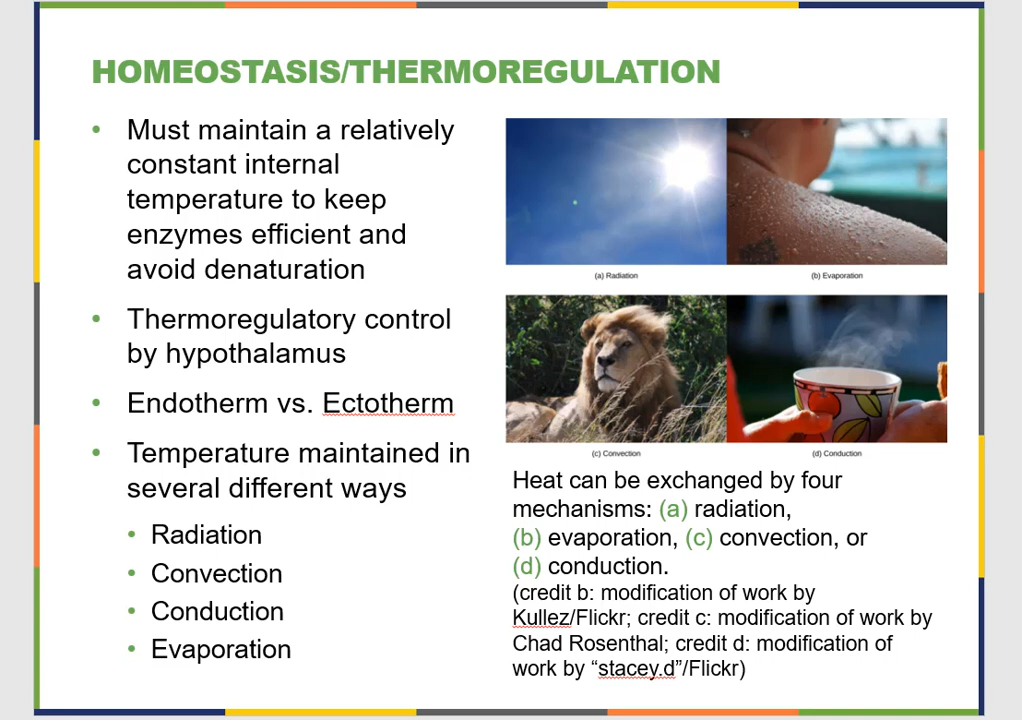 HOMEOSTASIS/THERMOREGULATION
• Must maintain a relatively
constant internal
temperature to keep
enzymes efficient and
avoid denaturation
• Thermoregulatory control
by hypothalamus
• Endotherm vs. Ectotherm
• Temperature maintained in
several different ways
• Radiation
• Convection
• Conduction
• Evaporation
(a) Radiation
(b) Evaporation
(c) Convection
(d) Conduction
Heat can be exchanged by four
mechanisms: (a) radiation,
(b) evaporation, (c) convection, or
(d) conduction.
(credit b: modification of work by
Kullez/Flickr; credit c: modification of work by
Chad Rosenthal; credit d: modification of
work by “stacey.d”/Flickr)